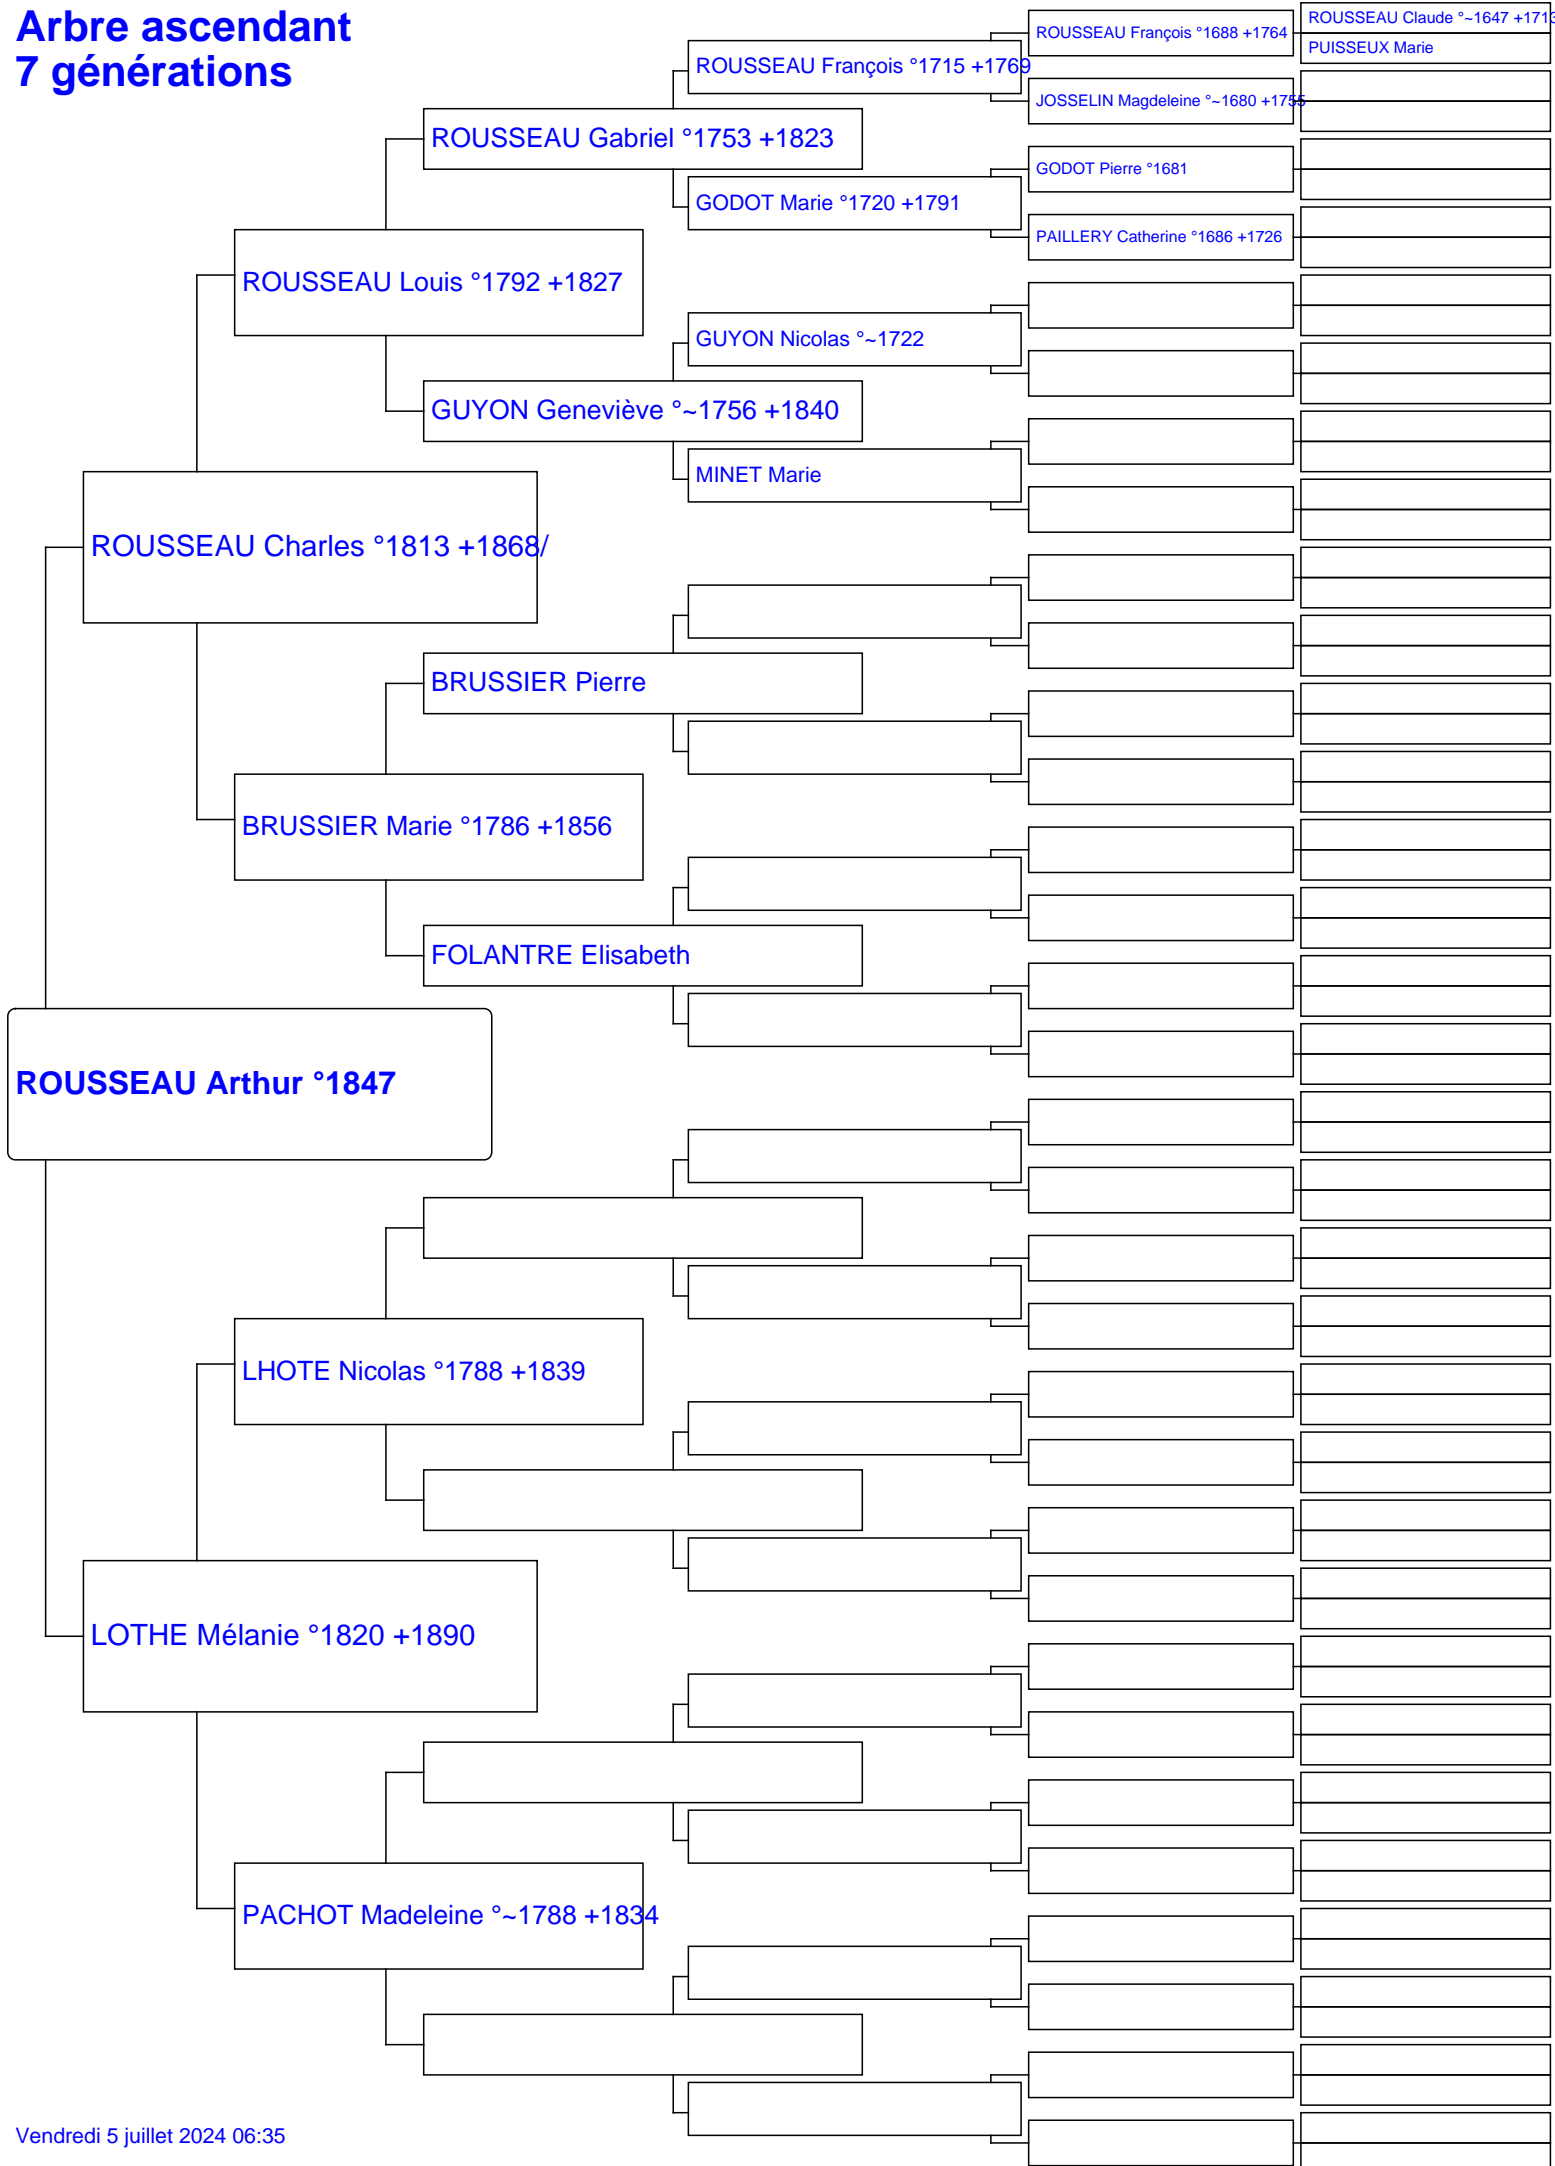 Arbre ascendant
7 générations
ROUSSEAU Claude °~1647 +1713
ROUSSEAU François °1688 +1764
PUISSEUX Marie
ROUSSEAU François °1715 +1769
JOSSELIN Magdeleine °~1680 +1755
ROUSSEAU Gabriel °1753 +1823
GODOT Pierre °1681
GODOT Marie °1720 +1791
PAILLERY Catherine °1686 +1726
ROUSSEAU Louis °1792 +1827
GUYON Nicolas °~1722
GUYON Geneviève °~1756 +1840
MINET Marie
ROUSSEAU Charles °1813 +1868/
BRUSSIER Pierre
BRUSSIER Marie °1786 +1856
FOLANTRE Elisabeth
ROUSSEAU Arthur °1847
LHOTE Nicolas °1788 +1839
LOTHE Mélanie °1820 +1890
PACHOT Madeleine °~1788 +1834
Vendredi 5 juillet 2024 06:35